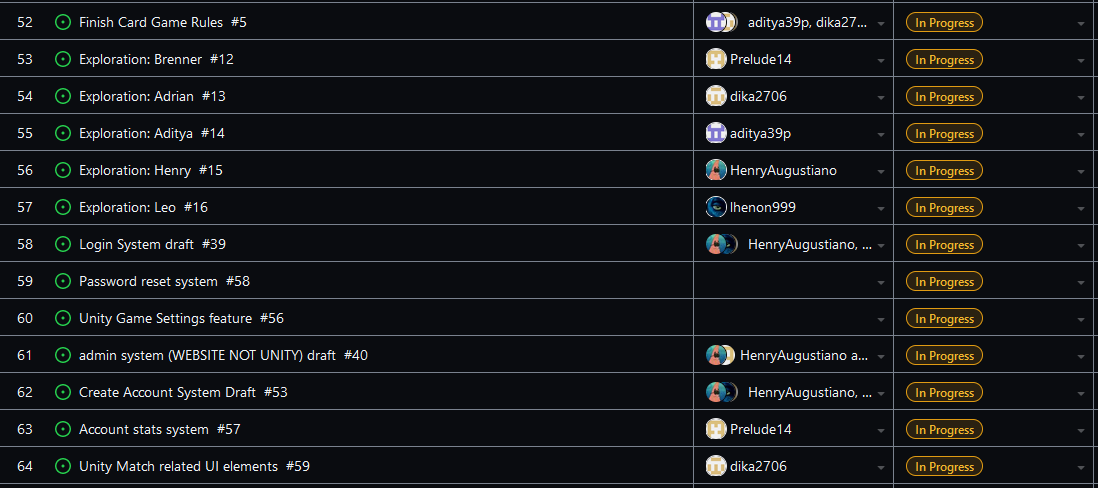 52 Finish Card Game Rules #5 aditya39p, dika27... In Progress
53 Exploration: Brenner #12 Prelude14 In Progress
54 Exploration: Adrian #13 dika2706 In Progress
55 Exploration: Aditya #14 aditya39p In Progress
56 Exploration: Henry #15 HenryAugustiano In Progress
57 Exploration: Leo #16 lhenon999 In Progress
58 Login System draft #39 HenryAugustiano, ... In Progress
59 Password reset system #58 In Progress
60 Unity Game Settings feature #56 In Progress
61 admin system (WEBSITE NOT UNITY) draft #40 HenryAugustiano a... In Progress
62 Create Account System Draft #53 HenryAugustiano, ... In Progress
63 Account stats system #57 Prelude14 In Progress
64 Unity Match related UI elements #59 dika2706 In Progress